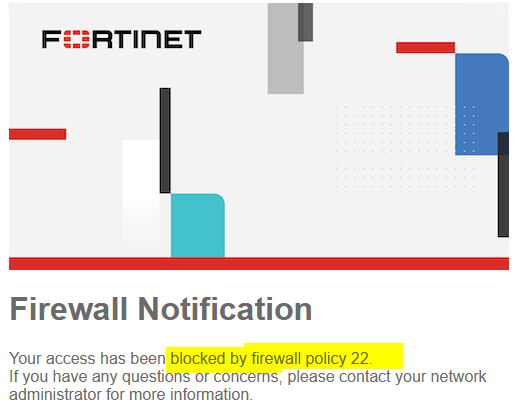 FORTINET
Firewall Notification
Your access has been blocked by firewall policy 22.
If you have any questions or concerns, please contact your network
administrator for more information.